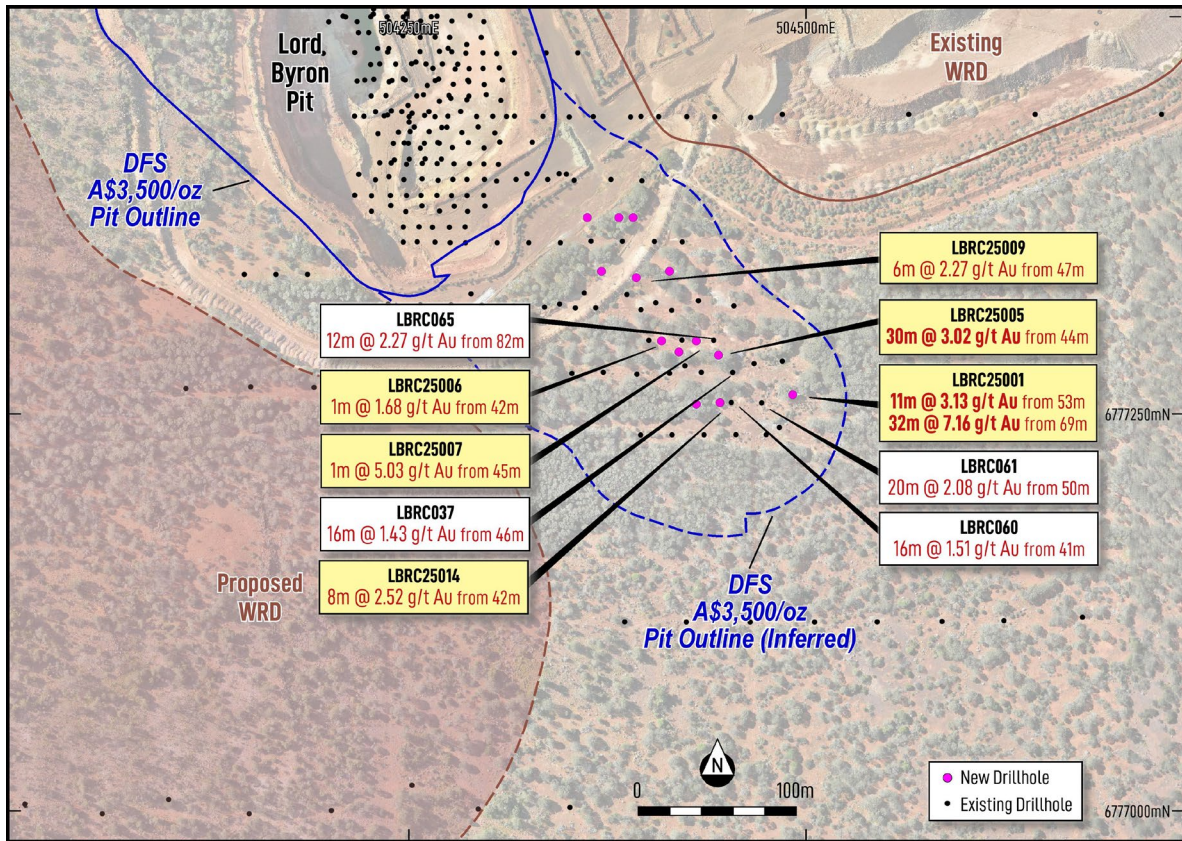 504250mE
504500mE
Lord
Byron
Pit
Existing
WRD
DFS
A$3,500/oz
Pit Outline
LBRC25009
6m @ 2.27 g/t Au from 47m
LBRC065
12m @ 2.27 g/t Au from 82m
LBRC25005
30m @ 3.02 g/t Au from 44m
LBRC25006
1m @ 1.68 g/t Au from 42m
LBRC25001
11m @ 3.13 g/t Au from 53m
32m @ 7.16 g/t Au from 69m
6777250mN
LBRC25007
1m @ 5.03 g/t Au from 45m
LBRC061
20m @ 2.08 g/t Au from 50m
LBRC037
16m @ 1.43 g/t Au from 46m
LBRC060
16m @ 1.51 g/t Au from 41m
LBRC25014
8m @ 2.52 g/t Au from 42m
Proposed
WRD
DFS
A$3,500/oz
Pit Outline (Inferred)
N
0
100m
New Drillhole
Existing Drillhole
6777000mN